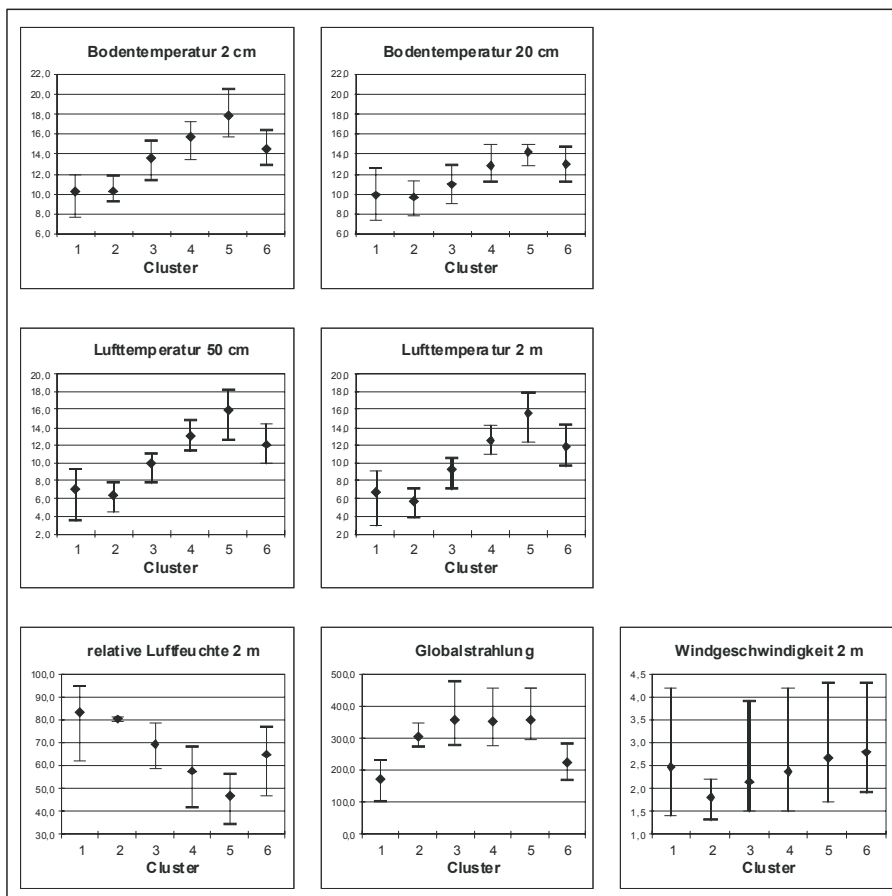 Bodentemperatur 2 cm
22,0
20,0
18,0
16,0
14,0
12,0
10,0
8,0
6,0
1 2 3 4 5 6
Cluster
Bodentemperatur 20 cm
22,0
20,0
18,0
16,0
14,0
12,0
10,0
8,0
6,0
1 2 3 4 5 6
Cluster
Lufttemperatur 50 cm
20,0
18,0
16,0
14,0
12,0
10,0
8,0
6,0
4,0
2,0
1 2 3 4 5 6
Cluster
Lufttemperatur 2 m
20,0
18,0
16,0
14,0
12,0
10,0
8,0
6,0
4,0
2,0
1 2 3 4 5 6
Cluster
relative Luftfeuchte 2 m
100,0
90,0
80,0
70,0
60,0
50,0
40,0
30,0
1 2 3 4 5 6
Cluster
Globalstrahlung
500,0
400,0
300,0
200,0
100,0
0,0
1 2 3 4 5 6
Cluster
Windgeschwindigkeit 2 m
4,5
4,0
3,5
3,0
2,5
2,0
1,5
1,0
1 2 3 4 5 6
Cluster